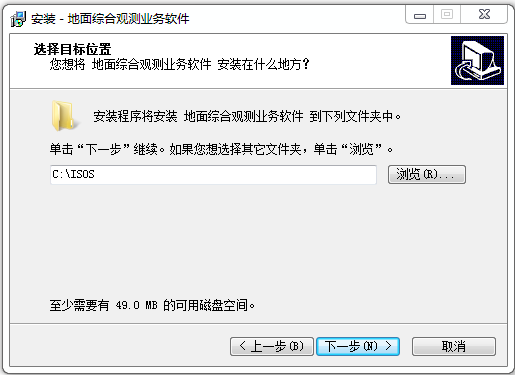 安装 - 地面综合观测业务软件
选择目标位置
您想将 地面综合观测业务软件 安装在什么地方?
安装程序将安装 地面综合观测业务软件 到下列文件夹中。
单击“下一步”继续。如果您想选择其它文件夹，单击“浏览”。
C:\ISOS
浏览(R)...
至少需要有 49.0 MB 的可用磁盘空间。
< 上一步(B)
下一步(N) >
取消